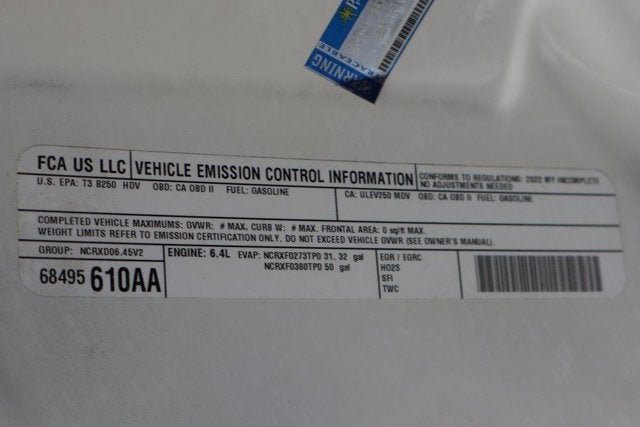 WARNING
TRACEABLE
FCA US LLC VEHICLE EMISSION CONTROL INFORMATION CONFORMS TO REGULATIONS: 2022 MY INCOMPLETE
NO ADJUSTMENTS NEEDED
U.S. EPA: T3 B250 HDV OBD: CA OBD II FUEL: GASOLINE CA: ULEV250 MDV OBD: CA OBD II FUEL: GASOLINE
COMPLETED VEHICLE MAXIMUMS: GVWR: # MAX. CURB W: # MAX. FRONTAL AREA: 0 sq/ft MAX.
WEIGHT LIMITS REFER TO EMISSION CERTIFICATION ONLY. DO NOT EXCEED VEHICLE GVWR (SEE OWNER'S MANUAL).
GROUP: NCRXD06.45V2 ENGINE: 6.4L EVAP: NCRXF0273TP0 31, 32 gal EGR / EGRC
NCRXF0380TP0 50 gal HO2S
68495 610AA SFI
TWC